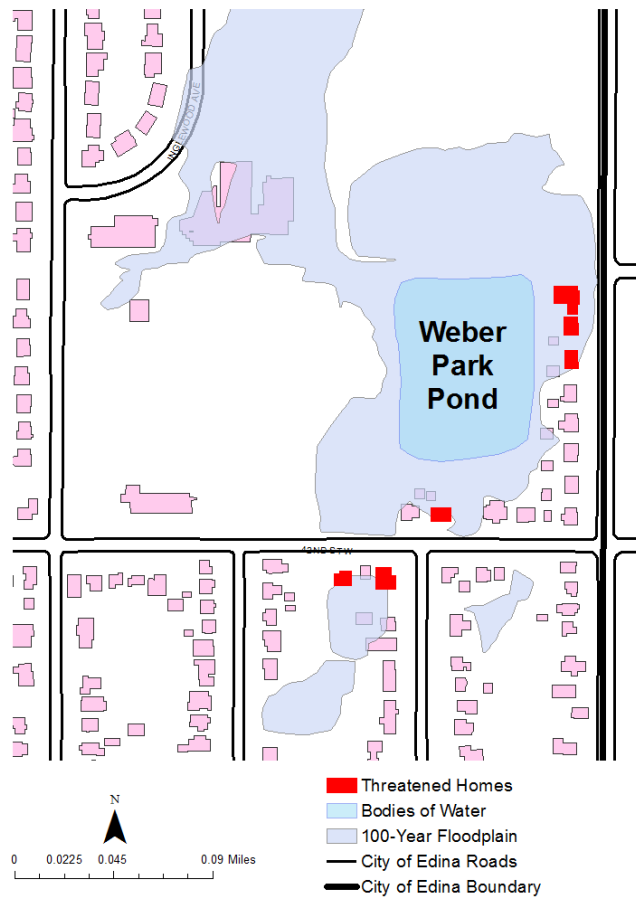 INGLEWOOD AVE
Weber
Park
Pond
42ND ST W
N
0 0.0225 0.045 0.09 Miles
Threatened Homes
Bodies of Water
100-Year Floodplain
City of Edina Roads
City of Edina Boundary